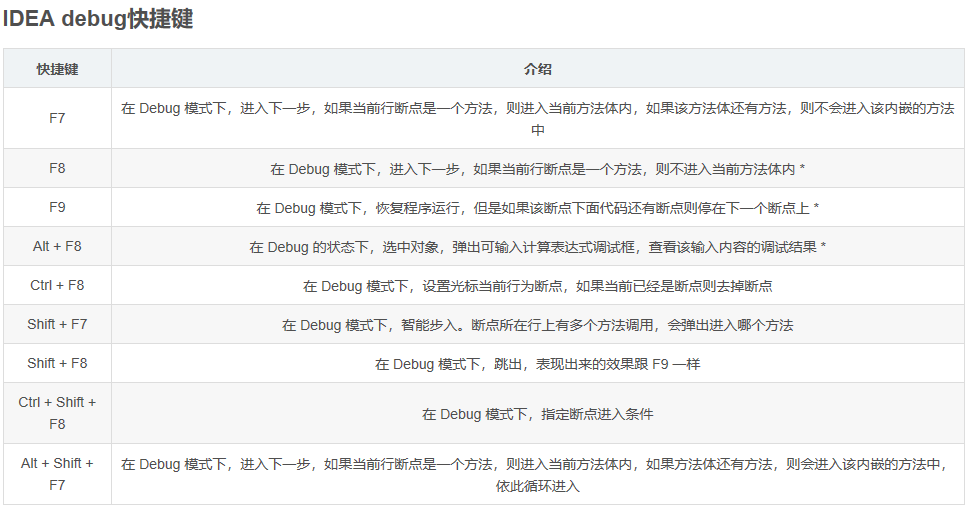 IDEA debug快捷键
快捷键
介绍
F7
在 Debug 模式下，进入下一步，如果当前行断点是一个方法，则进入当前方法体内，如果该方法体还有方法，则不会进入该内嵌的方法
中
F8
在 Debug 模式下，进入下一步，如果当前行断点是一个方法，则不进入当前方法体内 *
F9
在 Debug 模式下，恢复程序运行，但是如果该断点下面代码还有断点则停在下一个断点上 *
Alt + F8
在 Debug 的状态下，选中对象，弹出可输入计算表达式调试框，查看该输入内容的调试结果 *
Ctrl + F8
在 Debug 模式下，设置光标当前行为断点，如果当前已经是断点则去掉断点
Shift + F7
在 Debug 模式下，智能步入。断点所在行上有多个方法调用，会弹出进入哪个方法
Shift + F8
在 Debug 模式下，跳出，表现出来的效果跟 F9 一样
Ctrl + Shift +
F8
在 Debug 模式下，指定断点进入条件
Alt + Shift +
F7
在 Debug 模式下，进入下一步，如果当前行断点是一个方法，则进入当前方法体内，如果方法体还有方法，则会进入该内嵌的方法中，
依此循环进入